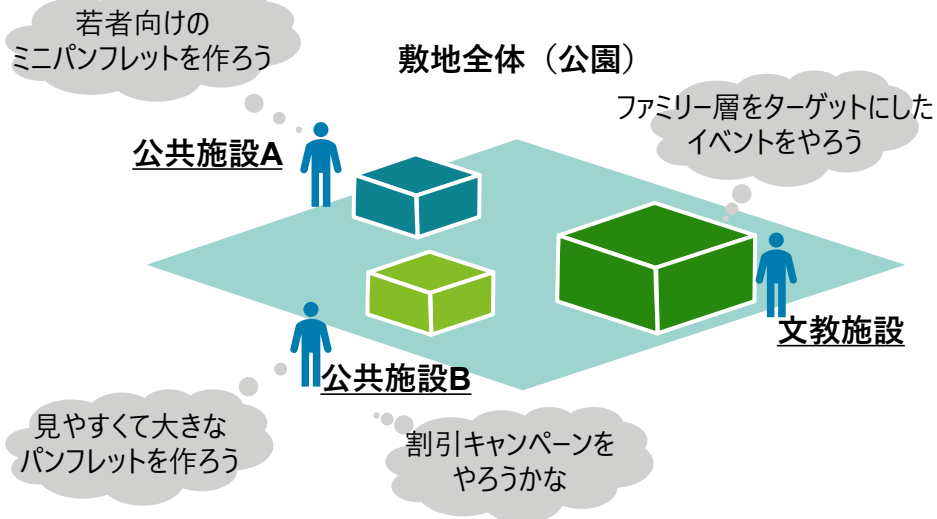 若者向けの
ミニパンフレットを作ろう
敷地全体（公園）
ファミリー層をターゲットにした
イベントをやろう
公共施設A
文教施設
公共施設B
見やすくて大きな
パンフレットを作ろう
割引キャンペーンを
やろうかな